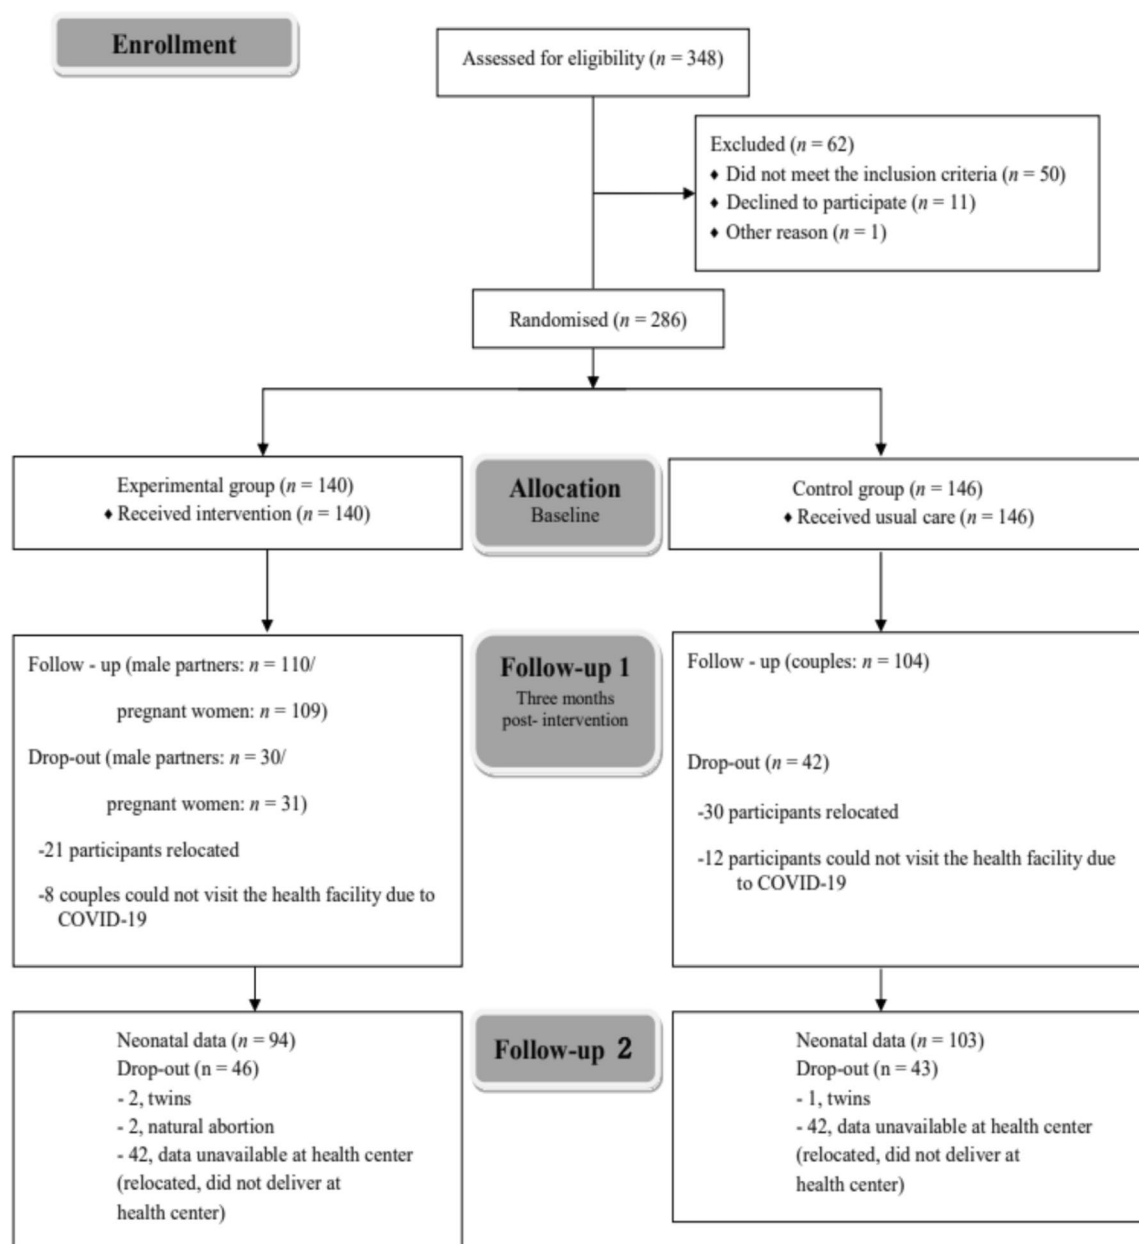 Enrollment
Assessed for eligibility (n = 348)
Excluded (n = 62)
♦ Did not meet the inclusion criteria (n = 50)
♦ Declined to participate (n = 11)
♦ Other reason (n = 1)
Randomised (n = 286)
Experimental group (n = 140)
♦ Received intervention (n = 140)
Allocation
Baseline
Control group (n = 146)
♦ Received usual care (n = 146)
Follow - up (male partners: n = 110/
pregnant women: n = 109)
Drop-out (male partners: n = 30/
pregnant women: n = 31)
-21 participants relocated
-8 couples could not visit the health facility due to
COVID-19
Follow-up 1
Three months
post- intervention
Follow - up (couples: n = 104)
Drop-out (n = 42)
-30 participants relocated
-12 participants could not visit the health facility due
to COVID-19
Neonatal data (n = 94)
Drop-out (n = 46)
- 2, twins
- 2, natural abortion
- 42, data unavailable at health center
(relocated, did not deliver at
health center)
Follow-up 2
Neonatal data (n = 103)
Drop-out (n = 43)
- 1, twins
- 42, data unavailable at health center
(relocated, did not deliver at
health center)